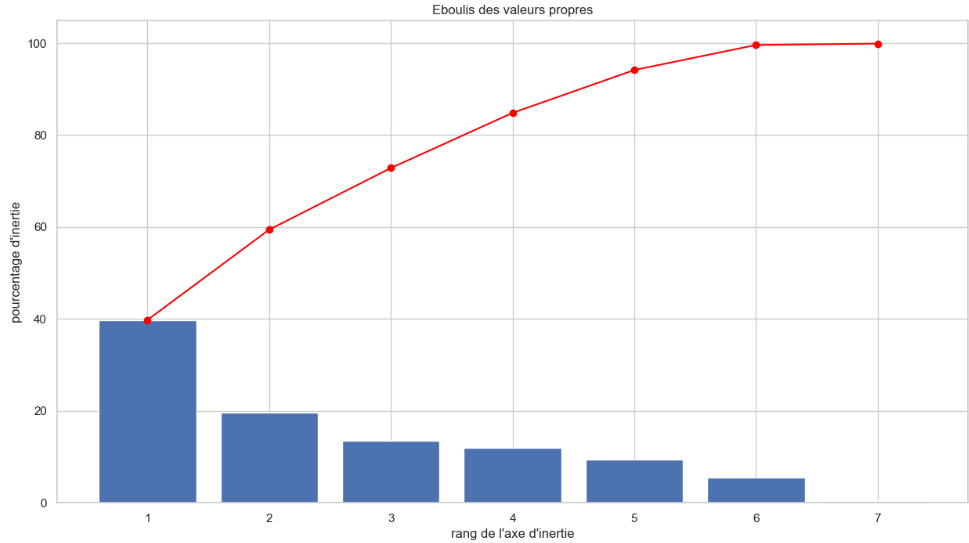 Eboulis des valeurs propres
100
80
60
40
20
0
pourcentage d'inertie
1 2 3 4 5 6 7
rang de l'axe d'inertie